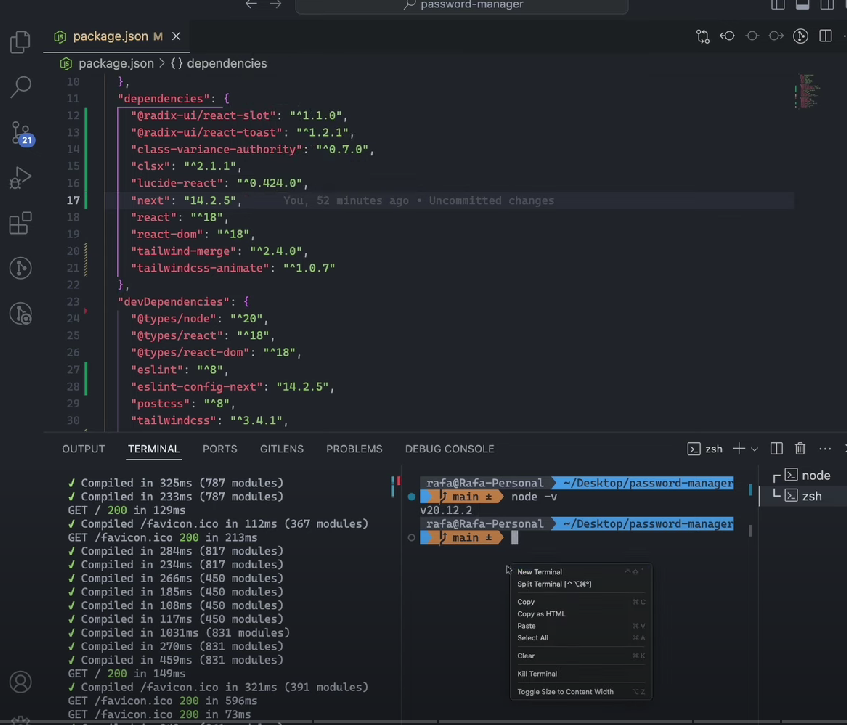 password-manager
package.json M ×
package.json > {} dependencies
10 },
11 "dependencies": {
12 "@radix-ui/react-slot": "^1.1.0",
13 "@radix-ui/react-toast": "^1.2.1",
14 "class-variance-authority": "^0.7.0",
15 "clsx": "^2.1.1",
16 "lucide-react": "^0.424.0",
17 "next": "14.2.5", You, 52 minutes ago • Uncommitted changes
18 "react": "^18",
19 "react-dom": "^18",
20 "tailwind-merge": "^2.4.0",
21 "tailwindcss-animate": "^1.0.7"
22 },
23 "devDependencies": {
24 "@types/node": "^20",
25 "@types/react": "^18",
26 "@types/react-dom": "^18",
27 "eslint": "^8",
28 "eslint-config-next": "14.2.5",
29 "postcss": "^8",
30 "tailwindcss": "^3.4.1",
21
OUTPUT TERMINAL PORTS GITLENS PROBLEMS DEBUG CONSOLE zsh
✓ Compiled in 325ms (787 modules)
✓ Compiled in 233ms (787 modules)
GET / 200 in 129ms
✓ Compiled /favicon.ico in 112ms (367 modules)
GET /favicon.ico 200 in 213ms
✓ Compiled in 284ms (817 modules)
✓ Compiled in 234ms (817 modules)
✓ Compiled in 266ms (450 modules)
✓ Compiled in 185ms (450 modules)
✓ Compiled in 108ms (450 modules)
✓ Compiled in 117ms (450 modules)
✓ Compiled in 1031ms (831 modules)
✓ Compiled in 270ms (831 modules)
✓ Compiled in 459ms (831 modules)
GET / 200 in 149ms
✓ Compiled /favicon.ico in 321ms (391 modules)
GET /favicon.ico 200 in 596ms
GET /favicon.ico 200 in 73ms
rafa@Rafa-Personal ~/Desktop/password-manager
main ± node -v
v20.12.2
rafa@Rafa-Personal ~/Desktop/password-manager
main ±
node
zsh
New Terminal
Split Terminal [^⌥⌘°]
Copy ⌘ C
Copy as HTML
Paste ⌘ V
Select All ⌘ A
Clear ⌘ K
Kill Terminal
Toggle Size to Content Width ⌥ Z